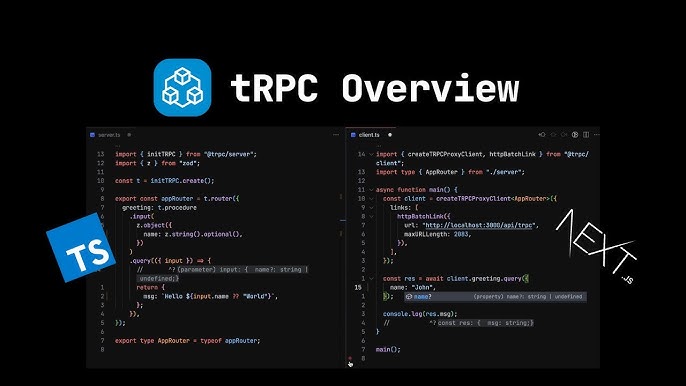 tRPC Overview
server.ts
13 import { initTRPC } from "@trpc/server";
12 import { z } from "zod";
11
10 const t = initTRPC.create();
9
8 export const appRouter = t.router({
7 greeting: t.procedure
6 .input(
5 z.object({
4 name: z.string().optional(),
3 })
2 )
1 .query(({ input }) => {
// ^? (parameter) input: { name?: string |
undefined;}
1 return {
2 msg: `Hello ${input.name ?? "World"}`,
3 };
4 }),
5 });
6
7 export type AppRouter = typeof appRouter;
8
TS
client.ts
14 import { createTRPCProxyClient, httpBatchLink } from "@trpc/
client";
13 import type { AppRouter } from "./server";
12
11 async function main() {
10 const client = createTRPCProxyClient<AppRouter>({
9 links: [
8 httpBatchLink({
7 url: "http://localhost:3000/api/trpc",
6 maxURLLength: 2083,
5 }),
4 ],
3 });
2
1 const res = await client.greeting.query({
15 name: "John",
1 });
name? (property) name?: string | undefined
2
3 console.log(res.msg);
4 // ^? const res: { msg: string;}
5 }
6
7 main();
8
NEXT
.JS